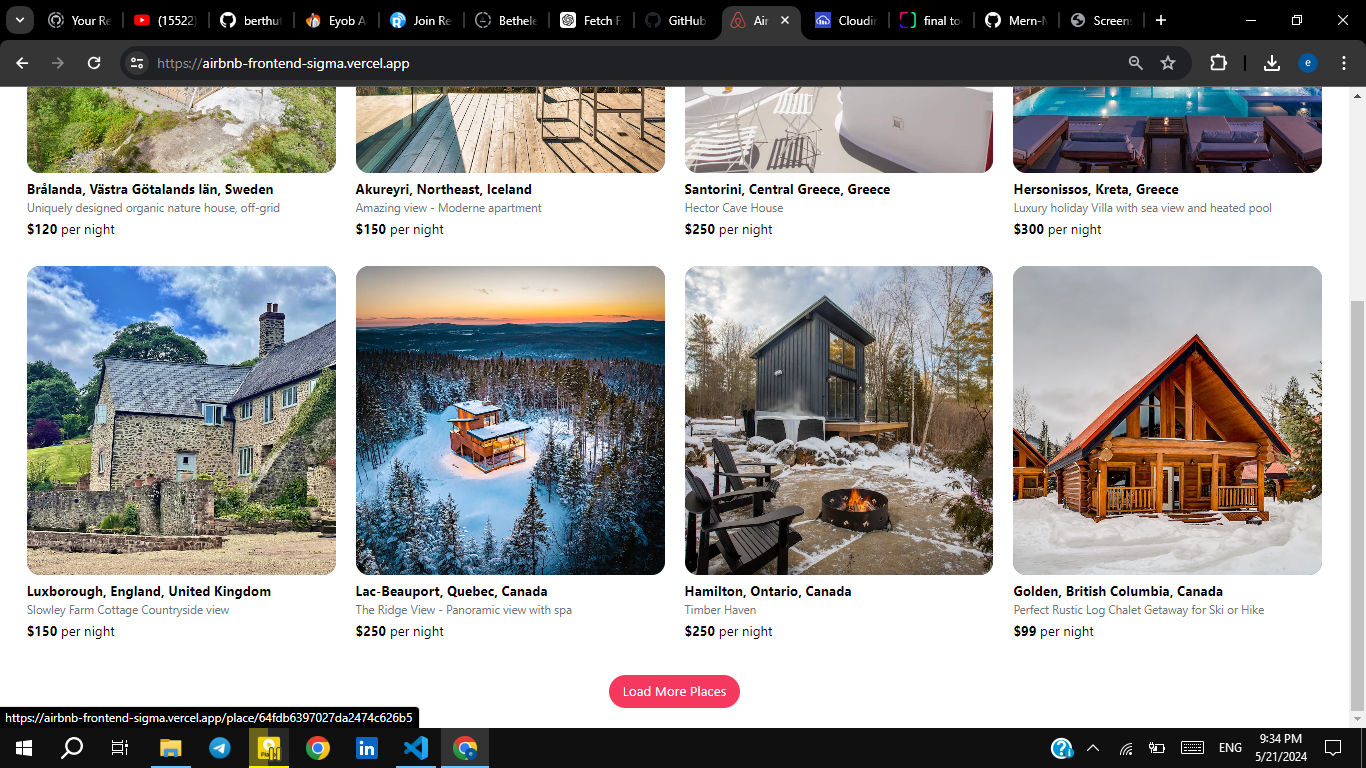 Your Re
(15522)
berthut
Eyob A
Join Re
Bethele
Fetch F
GitHub
Air
Cloudin
final to
Mern-
Screens
https://airbnb-frontend-sigma.vercel.app
e
Brålanda, Västra Götalands län, Sweden
Uniquely designed organic nature house, off-grid
$120 per night
Akureyri, Northeast, Iceland
Amazing view - Moderne apartment
$150 per night
Santorini, Central Greece, Greece
Hector Cave House
$250 per night
Hersonissos, Kreta, Greece
Luxury holiday Villa with sea view and heated pool
$300 per night
Luxborough, England, United Kingdom
Slowley Farm Cottage Countryside view
$150 per night
Lac-Beauport, Quebec, Canada
The Ridge View - Panoramic view with spa
$250 per night
Hamilton, Ontario, Canada
Timber Haven
$250 per night
Golden, British Columbia, Canada
Perfect Rustic Log Chalet Getaway for Ski or Hike
$99 per night
Load More Places
https://airbnb-frontend-sigma.vercel.app/place/64fdb6397027da2474c626b5
ENG
9:34 PM
5/21/2024